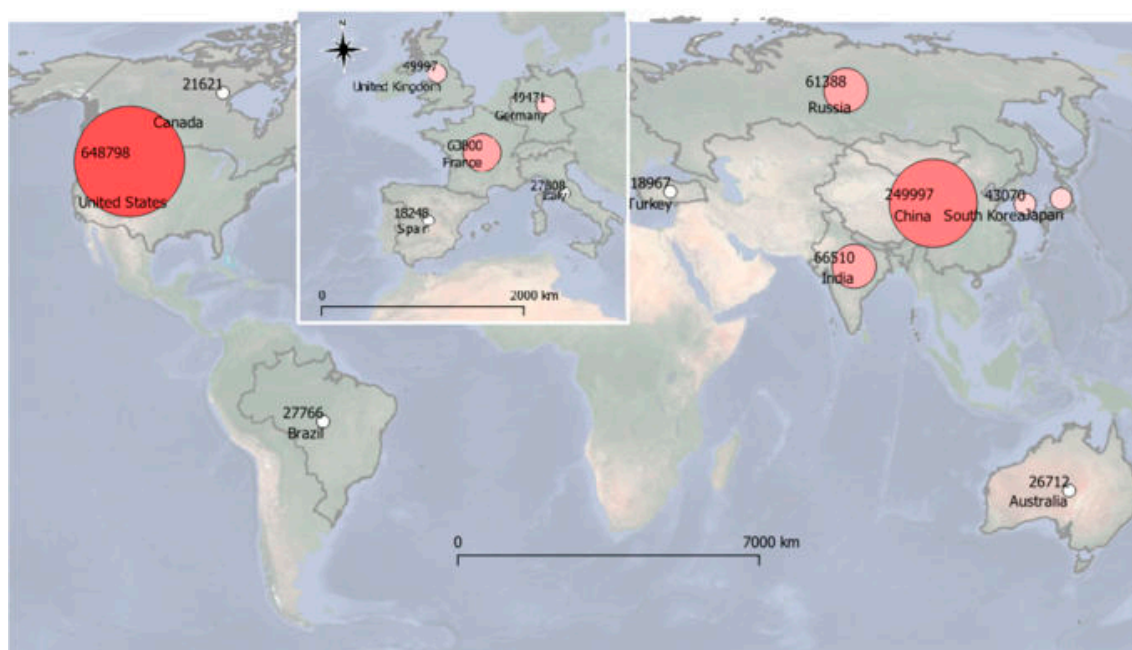 N
21621
Canada
648798
United States
49997
United Kingdom
49471
Germany
63800
France
27808
Italy
18248
Spain
0 2000 km
18967
Turkey
61388
Russia
249997
China
43070
South Korea
Japan
66510
India
27766
Brazil
26712
Australia
0 7000 km